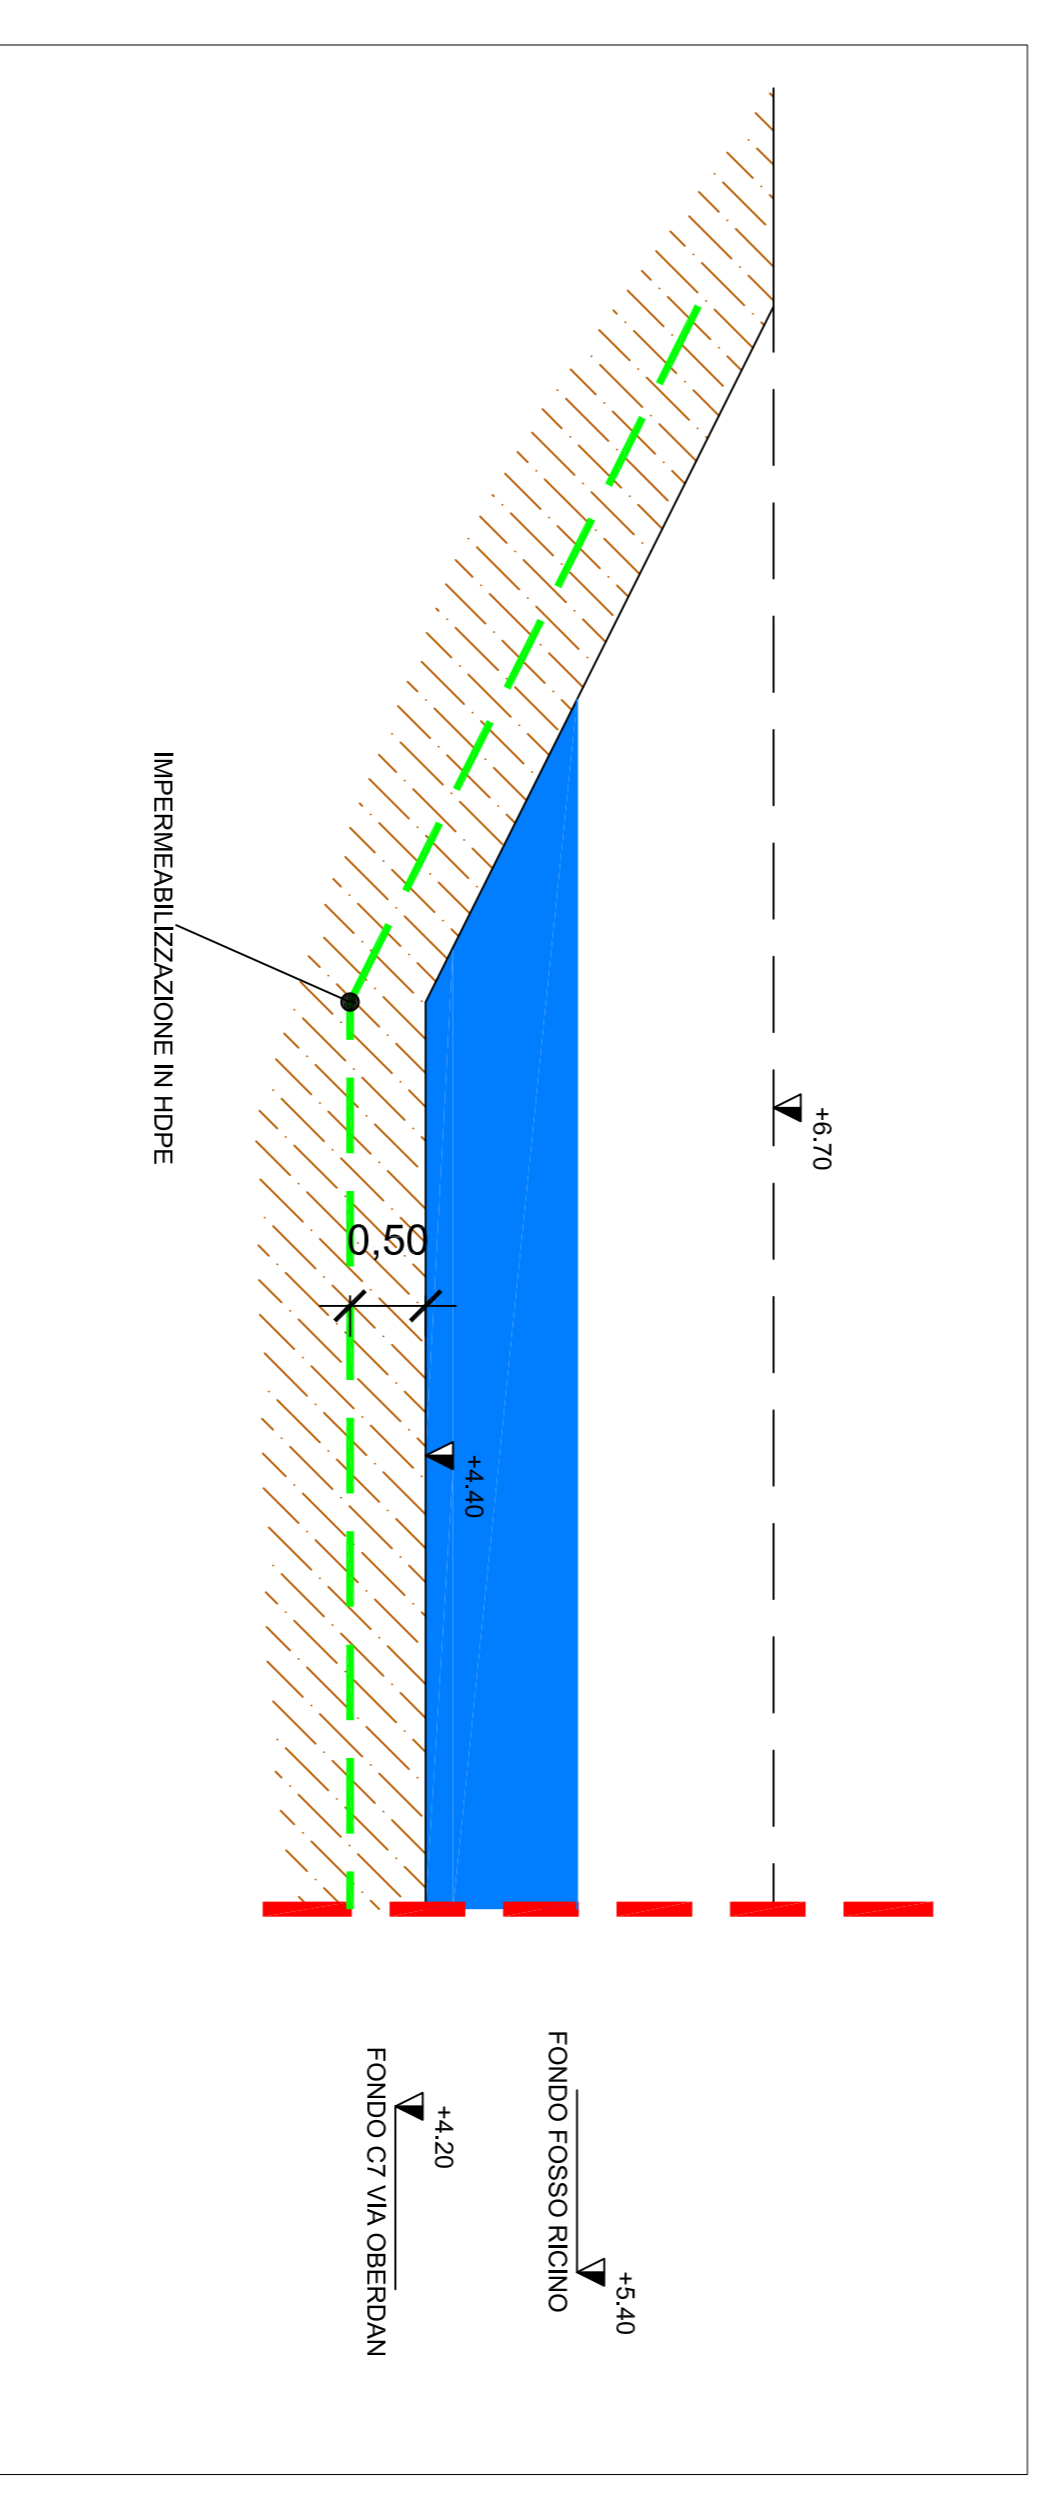 +6.70
+4.40
0,50
IMPERMEABILIZZAZIONE IN HDPE
+5.40
FONDO FOSSO RICINO
+4.20
FONDO C7 VIA OBERDAN